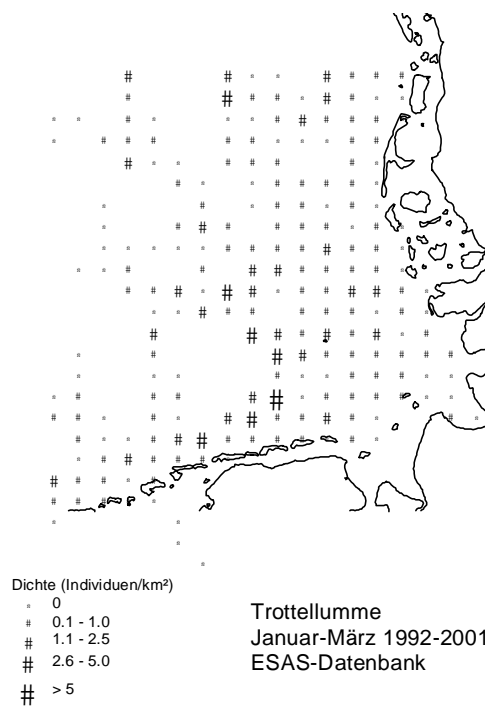 Dichte (Individuen/km²)
0
0.1 - 1.0
1.1 - 2.5
2.6 - 5.0
> 5
Trottellumme
Januar-März 1992-2001
ESAS-Datenbank